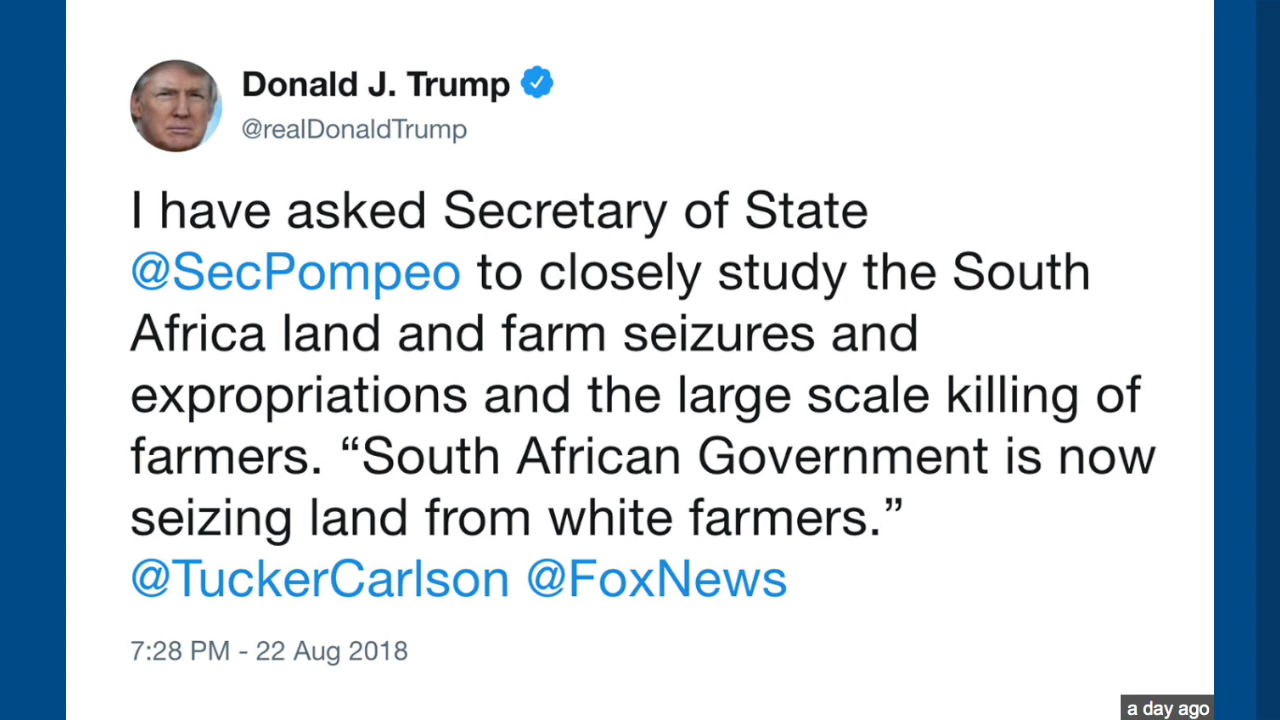 Donald J. Trump
@realDonaldTrump
I have asked Secretary of State
@SecPompeo to closely study the South
Africa land and farm seizures and
expropriations and the large scale killing of
farmers. “South African Government is now
seizing land from white farmers.”
@TuckerCarlson @FoxNews
7:28 PM - 22 Aug 2018
a day ago